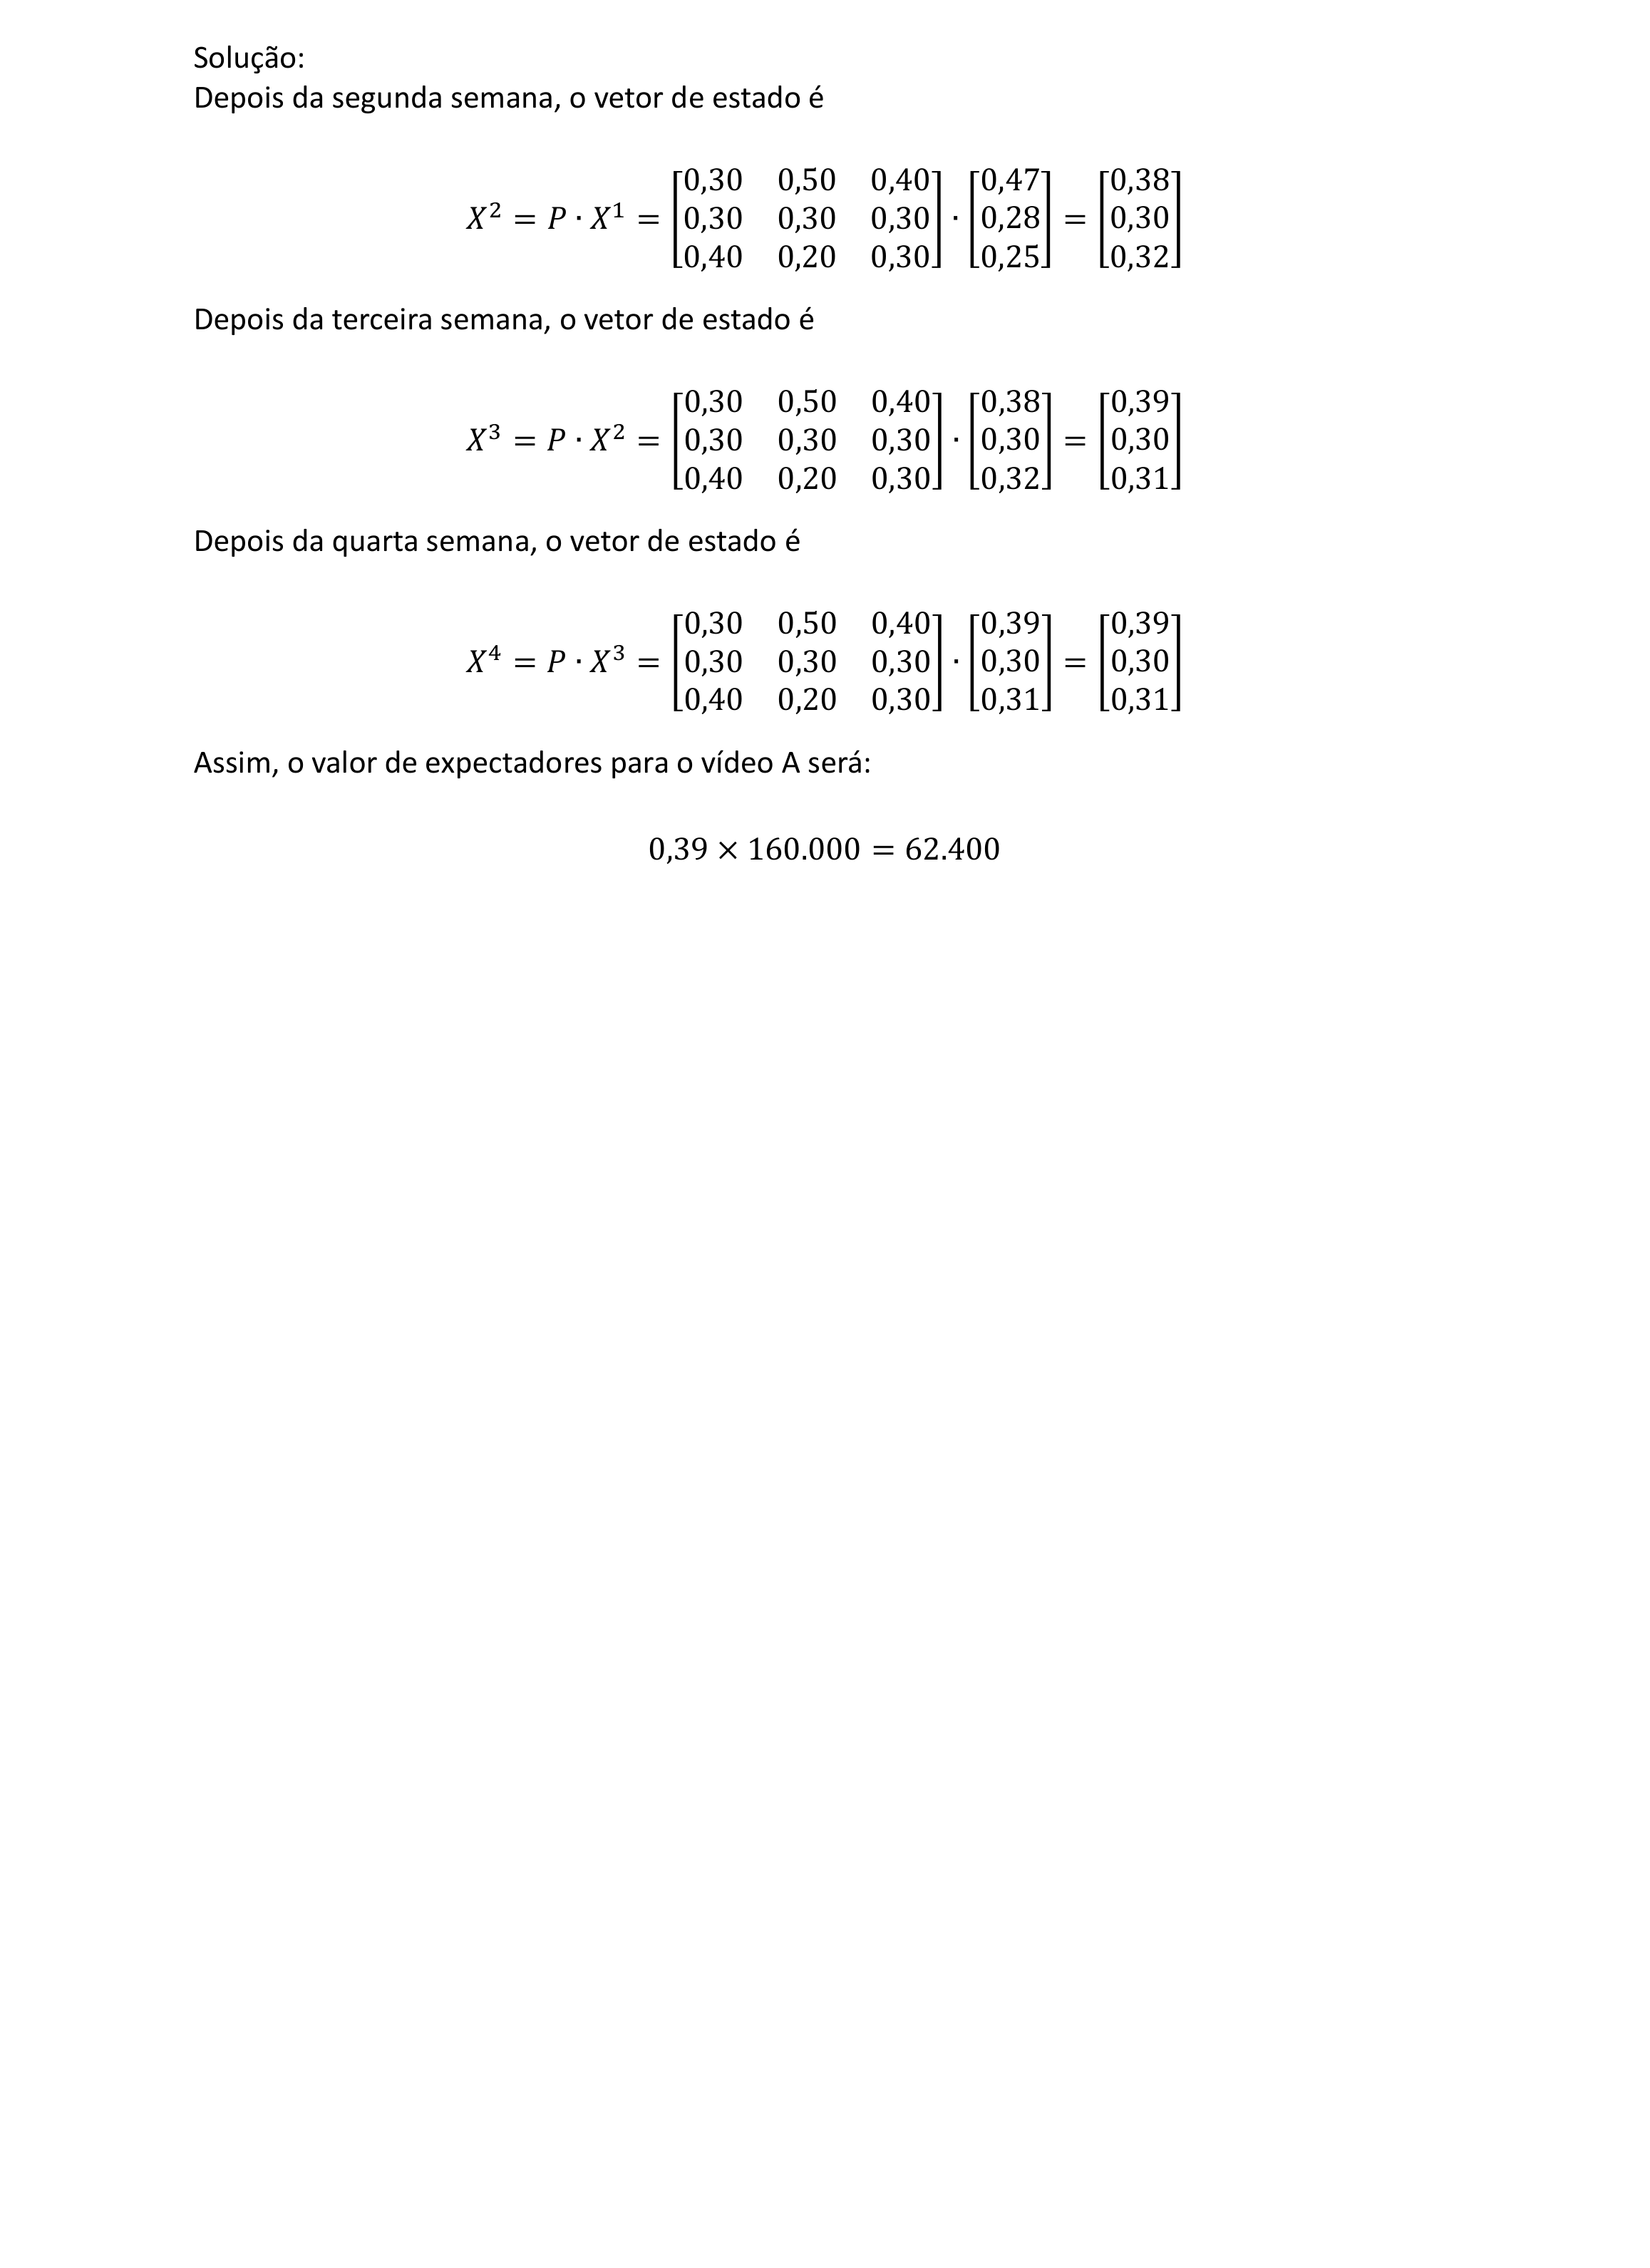 Solução:
Depois da segunda semana, o vetor de estado é
$X^2 = P \cdot X^1 = \begin{bmatrix} 0,30 & 0,50 & 0,40 \\ 0,30 & 0,30 & 0,30 \\ 0,40 & 0,20 & 0,30 \end{bmatrix} \cdot \begin{bmatrix} 0,47 \\ 0,28 \\ 0,25 \end{bmatrix} = \begin{bmatrix} 0,38 \\ 0,30 \\ 0,32 \end{bmatrix}$
Depois da terceira semana, o vetor de estado é
$X^3 = P \cdot X^2 = \begin{bmatrix} 0,30 & 0,50 & 0,40 \\ 0,30 & 0,30 & 0,30 \\ 0,40 & 0,20 & 0,30 \end{bmatrix} \cdot \begin{bmatrix} 0,38 \\ 0,30 \\ 0,32 \end{bmatrix} = \begin{bmatrix} 0,39 \\ 0,30 \\ 0,31 \end{bmatrix}$
Depois da quarta semana, o vetor de estado é
$X^4 = P \cdot X^3 = \begin{bmatrix} 0,30 & 0,50 & 0,40 \\ 0,30 & 0,30 & 0,30 \\ 0,40 & 0,20 & 0,30 \end{bmatrix} \cdot \begin{bmatrix} 0,39 \\ 0,30 \\ 0,31 \end{bmatrix} = \begin{bmatrix} 0,39 \\ 0,30 \\ 0,31 \end{bmatrix}$
Assim, o valor de expectadores para o vídeo A será:
$0,39 \times 160.000 = 62.400$